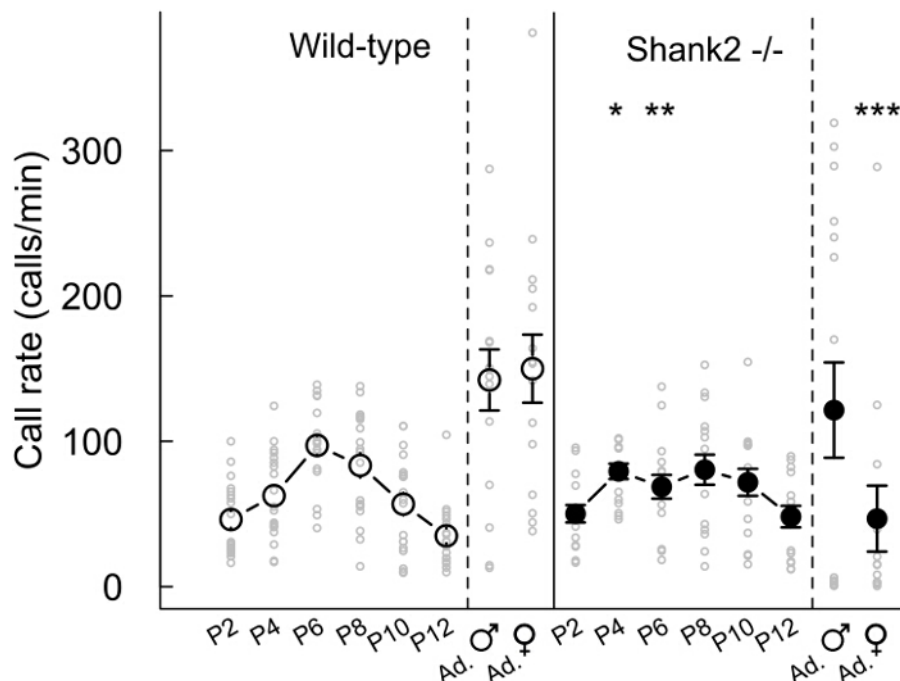 Wild-type
Shank2 -/-
* ** ***
Call rate (calls/min)
300
200
100
0
P2 P4 P6 P8 P10 P12 Ad. ♂ Ad. ♀ P2 P4 P6 P8 P10 P12 Ad. ♂ Ad. ♀